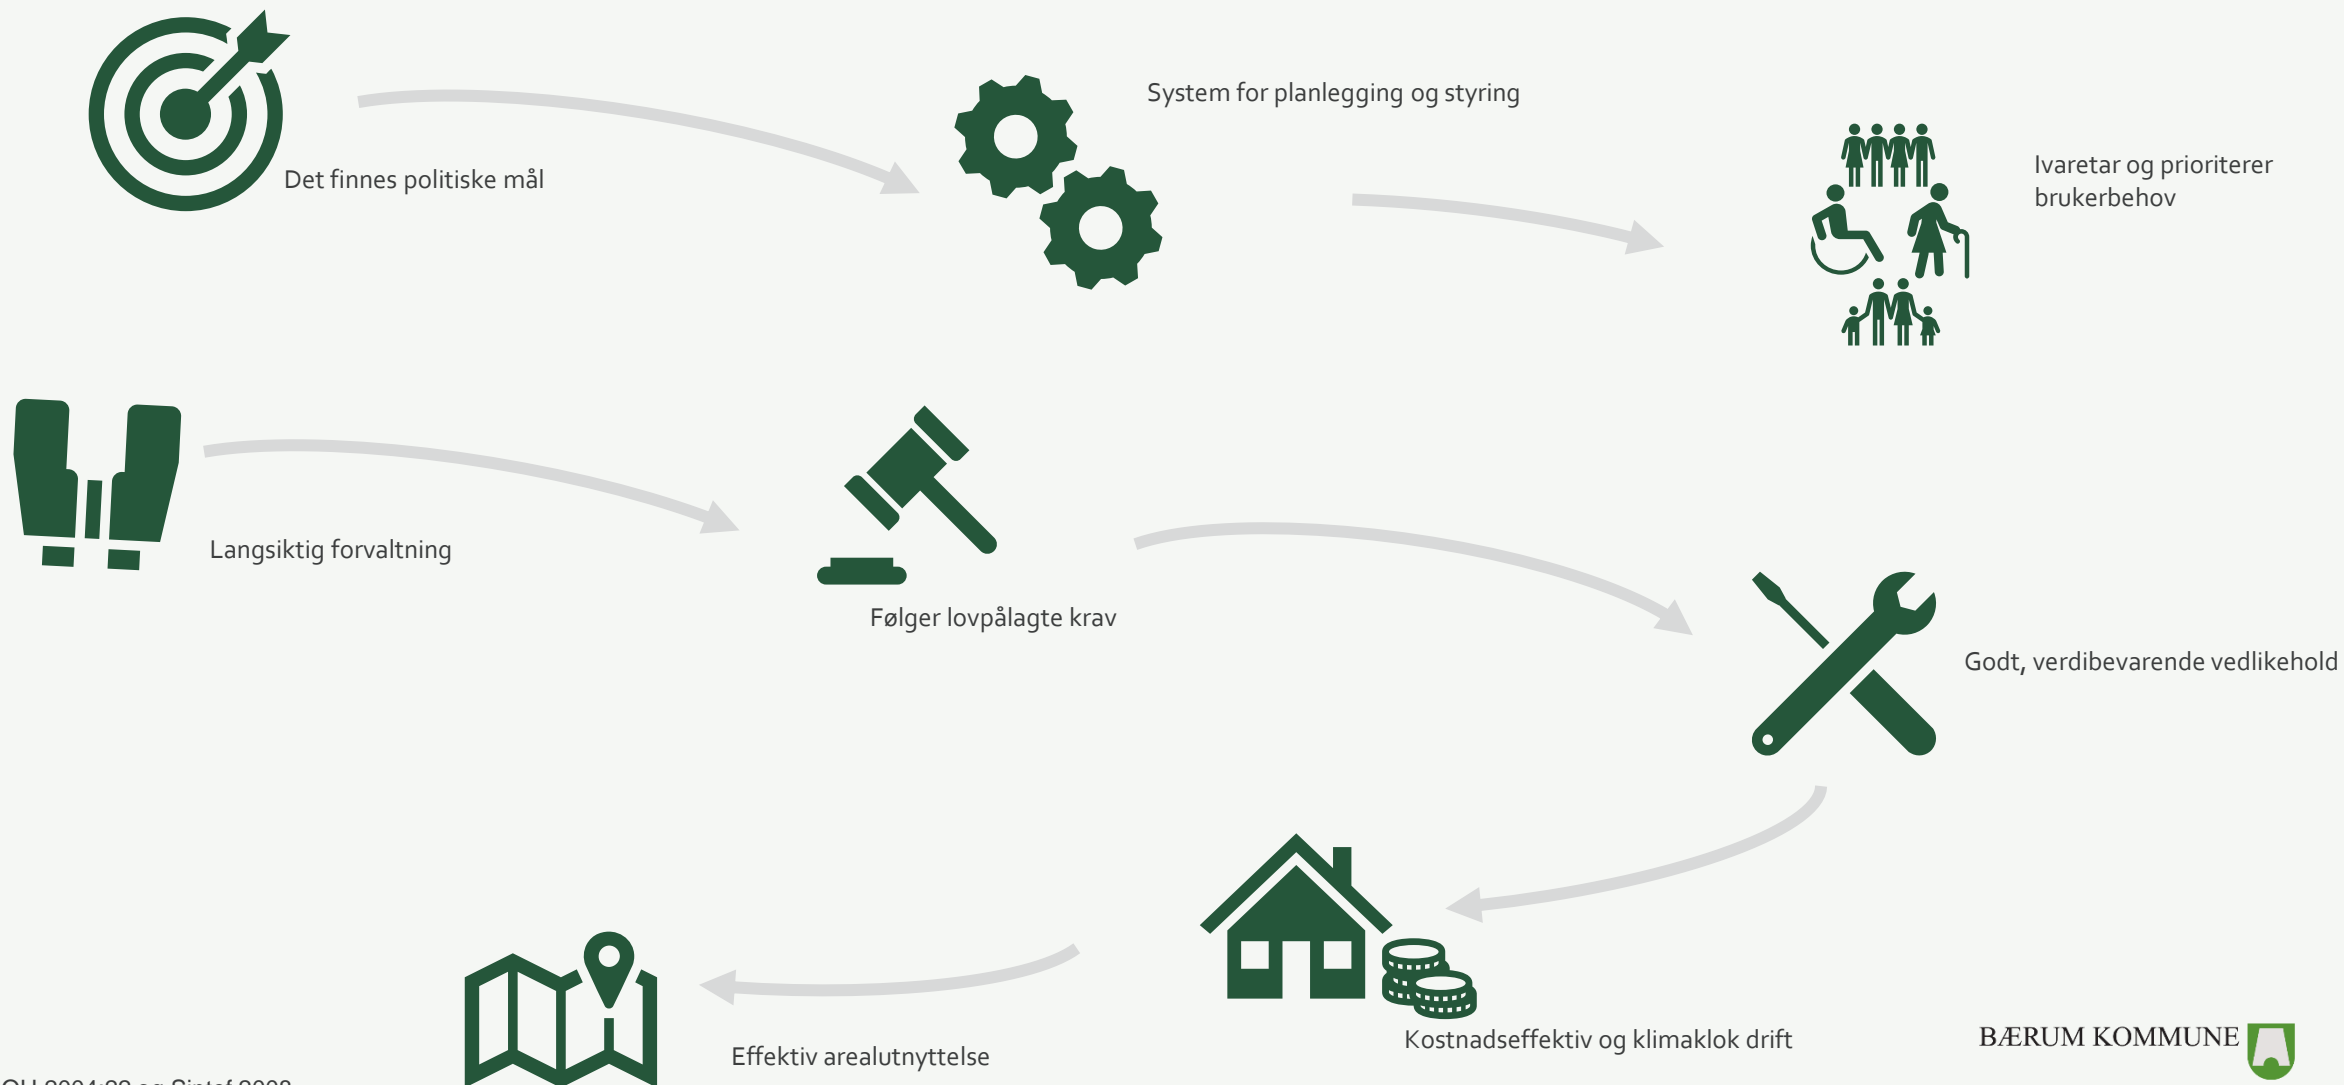 System for planlegging og styring
Det finnes politiske mål
Ivaretar og prioriterer
brukerbehov
Langsiktig forvaltning
Følger lovpålagte krav
Godt, verdibevarende vedlikehold
Kostnadseffektiv og klimaklok drift
Effektiv arealutnyttelse
BÆRUM KOMMUNE